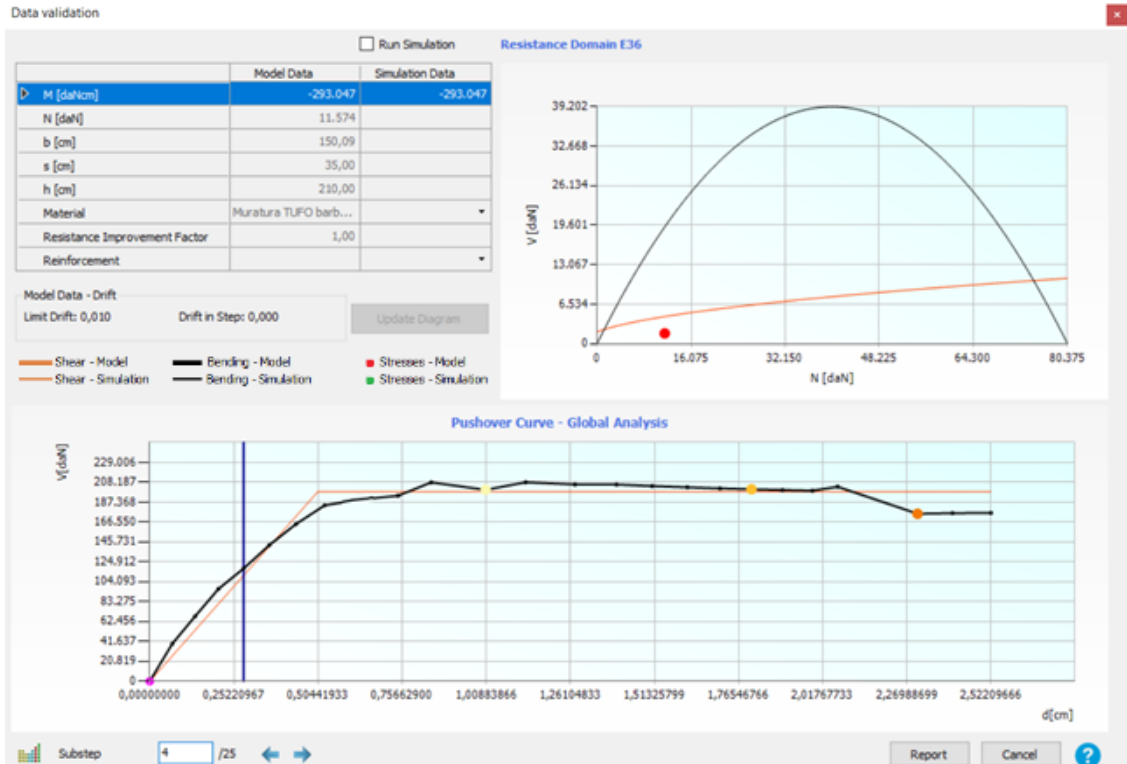 Data validation
Run Simulation
Resistance Domain E36
Model Data Simulation Data
M [daNcm] -293.047 -293.047
N [daN] 11.574
b [cm] 150,09
s [cm] 35,00
h [cm] 210,00
Material Muratura TUFO barb...
Resistance Improvement Factor 1,00
Reinforcement
Model Data - Drift
Limit Drift: 0,010 Drift in Step: 0,000
Update Diagram
Shear - Model Bending - Model Stresses - Model
Shear - Simulation Bending - Simulation Stresses - Simulation
V [daN]
39.202
32.668
26.134
19.601
13.067
6.534
0
0 16.075 32.150 48.225 64.300 80.375
N [daN]
Pushover Curve - Global Analysis
V[daN]
229.006
208.187
187.368
166.550
145.731
124.912
104.093
83.275
62.456
41.637
20.819
0
0,00000000 0,25220967 0,50441933 0,75662900 1,00883866 1,26104833 1,51325799 1,76546766 2,01767733 2,26988699 2,52209666
d[cm]
Substep 4 /25
Report Cancel ?